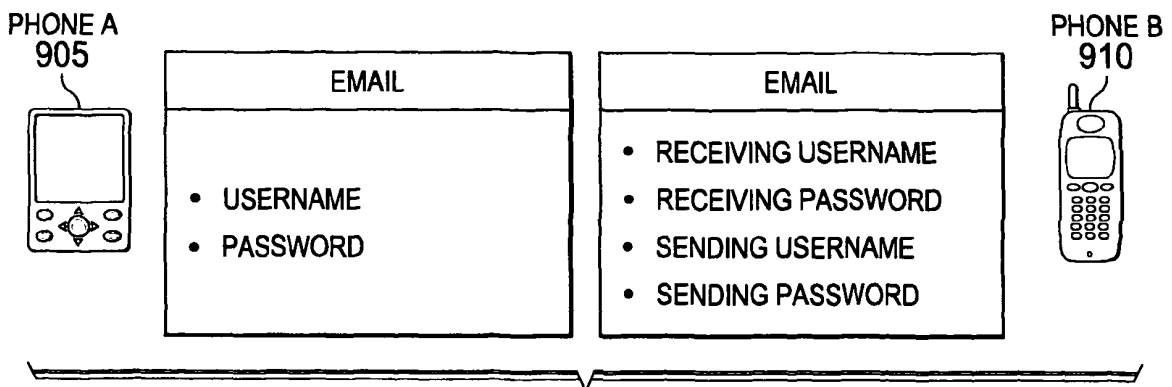 PHONE A
905
EMAIL
• USERNAME
• PASSWORD
EMAIL
• RECEIVING USERNAME
• RECEIVING PASSWORD
• SENDING USERNAME
• SENDING PASSWORD
PHONE B
910